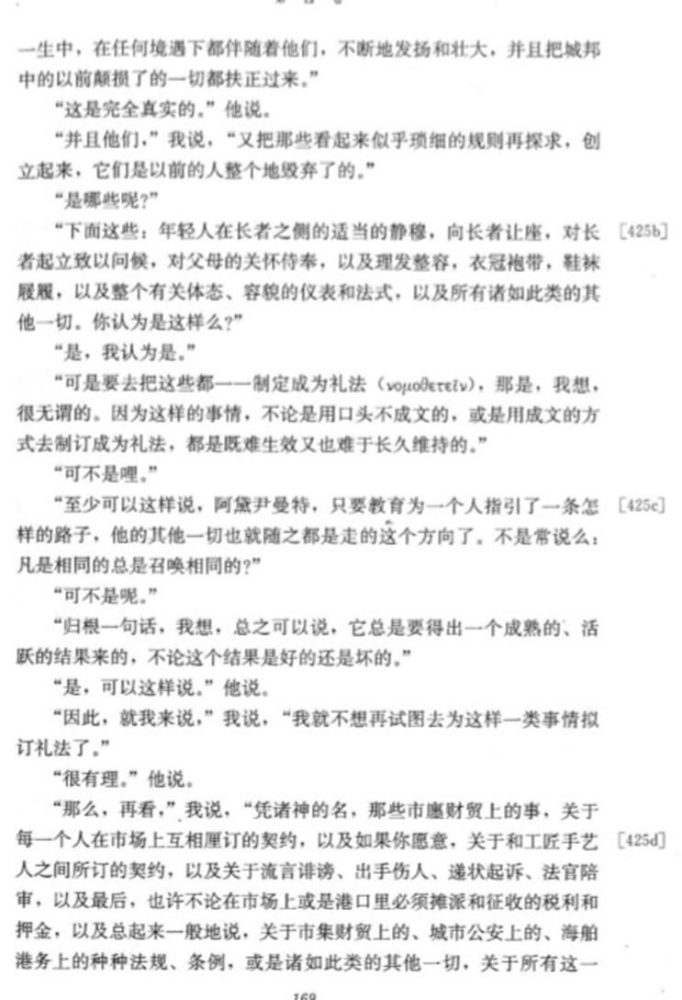 一生中，在任何境遇下都伴随着他们，不断地发扬和壮大，并且把城邦
中的以前颠损了的一切都扶正过来。”
“这是完全真实的。”他说。
“并且他们，”我说，“又把那些看起来似乎琐细的规则再探求，创
立起来，它们是以前的人整个地毁弃了的。”
“是哪些呢?”
“下面这些：年轻人在长者之侧的适当的静穆，向长者让座，对长 [425b]
者起立致以问候，对父母的关怀侍奉，以及理发整容，衣冠袍带，鞋袜
屐履，以及整个有关体态、容貌的仪表和法式，以及所有诸如此类的其
他一切。你认为是这样么?”
“是，我认为是。”
“可是要去把这些都一一制定成为礼法（νομοθετεῖν），那是，我想，
很无谓的。因为这样的事情，不论是用口头不成文的，或是用成文的方
式去制订成为礼法，都是既难生效又也难于长久维持的。”
“可不是哩。”
“至少可以这样说，阿黛尹曼特，只要教育为一个人指引了一条怎 [425c]
样的路子，他的其他一切也就随之都是走的这个方向了。不是常说么：
凡是相同的总是召唤相同的?”
“可不是呢。”
“归根一句话，我想，总之可以说，它总是要得出一个成熟的、活
跃的结果来的，不论这个结果是好的还是坏的。”
“是，可以这样说。”他说。
“因此，就我来说，”我说，“我就不想再试图去为这样一类事情拟
订礼法了。”
“很有理。”他说。
“那么，再看，”我说，“凭诸神的名，那些市廛财贸上的事，关于
每一个人在市场上互相厘订的契约，以及如果你愿意，关于和工匠手艺 [425d]
人之间所订的契约，以及关于流言诽谤、出手伤人、递状起诉、法官陪
审，以及最后，也许不论在市场上或是港口里必须摊派和征收的税利和
押金，以及总起来一般地说，关于市集财贸上的、城市公安上的、海舶
港务上的种种法规、条例，或是诸如此类的其他一切，关于所有这一